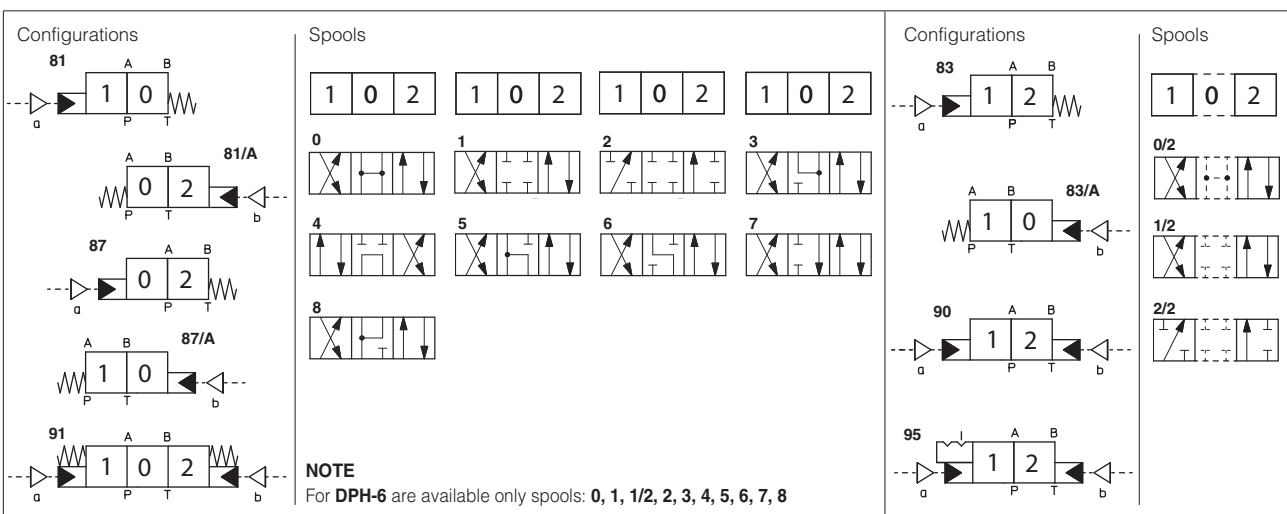 Configurations
Spools
81
A B
1 0
a
P T
81/A
A B
0 2
P T
b
87
A B
0 2
a
P T
87/A
A B
1 0
P T
b
91
A B
1 0 2
a
P T
b
1 0 2
1 0 2
1 0 2
1 0 2
0
1
2
3
4
5
6
7
8
NOTE
For DPH-6 are available only spools: 0, 1, 1/2, 2, 3, 4, 5, 6, 7, 8
Configurations
Spools
83
A B
1 2
a
P T
83/A
A B
1 0
P T
b
90
A B
1 2
a
P T
b
95
A B
1 2
a
P T
b
1 0 2
0/2
1/2
2/2